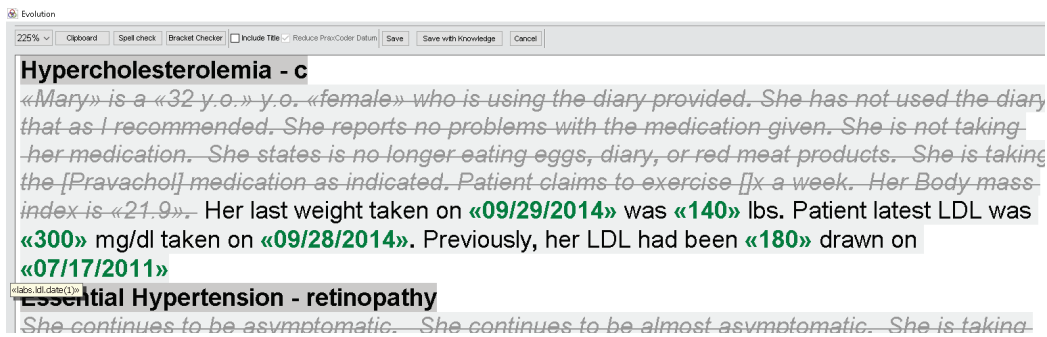 Evolution
225% Clipboard Spell check Bracket Checker Include Title Reduce PraxCoder Datum Save Save with Knowledge Cancel
Hypercholesterolemia - c
«Mary» is a «32 y.o.» y.o. «female» who is using the diary provided. She has not used the diary
that as I recommended. She reports no problems with the medication given. She is not taking
her medication. She states is no longer eating eggs, diary, or red meat products. She is taking
the [Pravachol] medication as indicated. Patient claims to exercise []x a week. Her Body mass
index is «21.9». Her last weight taken on «09/29/2014» was «140» lbs. Patient latest LDL was
«300» mg/dl taken on «09/28/2014». Previously, her LDL had been «180» drawn on
«07/17/2011»
«labs.ldl.date(1)»
Essential Hypertension - retinopathy
She continues to be asymptomatic. She continues to be almost asymptomatic. She is taking